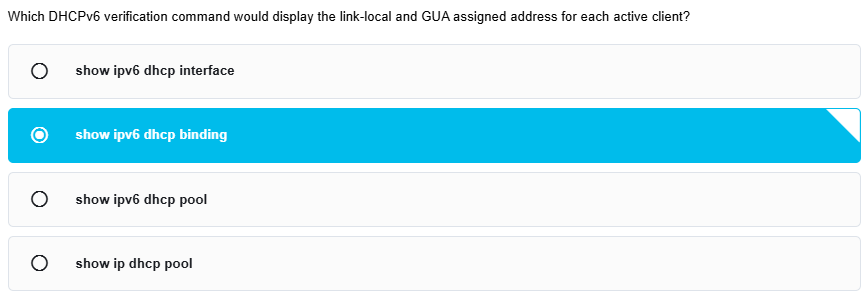 Which DHCPv6 verification command would display the link-local and GUA assigned address for each active client?
show ipv6 dhcp interface
show ipv6 dhcp binding
show ipv6 dhcp pool
show ip dhcp pool